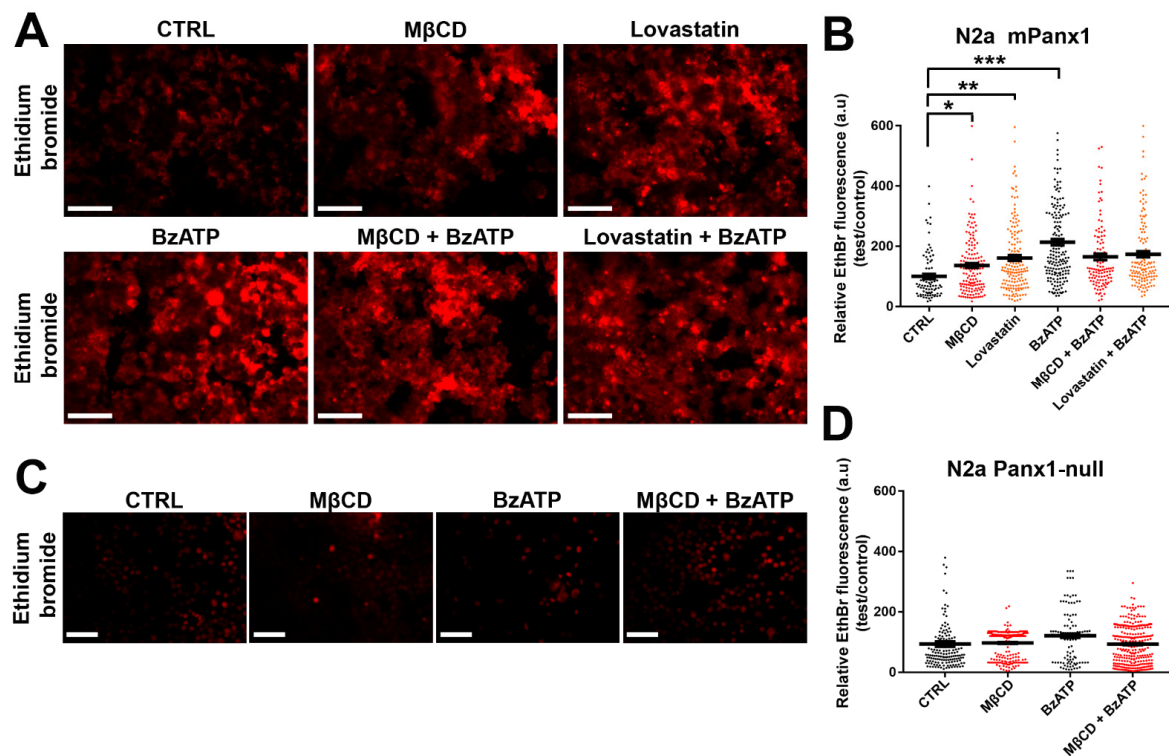 A
CTRL
MβCD
Lovastatin
Ethidium
bromide
BzATP
MβCD + BzATP
Lovastatin + BzATP
Ethidium
bromide
B
N2a mPanx1
***
**
*
Relative EthBr fluorescence (a.u)
(test/control)
600
400
200
0
CTRL
MβCD
Lovastatin
BzATP
MβCD + BzATP
Lovastatin + BzATP
C
CTRL
MβCD
BzATP
MβCD + BzATP
Ethidium
bromide
D
N2a Panx1-null
Relative EthBr fluorescence (a.u)
(test/control)
600
400
200
0
CTRL
MβCD
BzATP
MβCD + BzATP